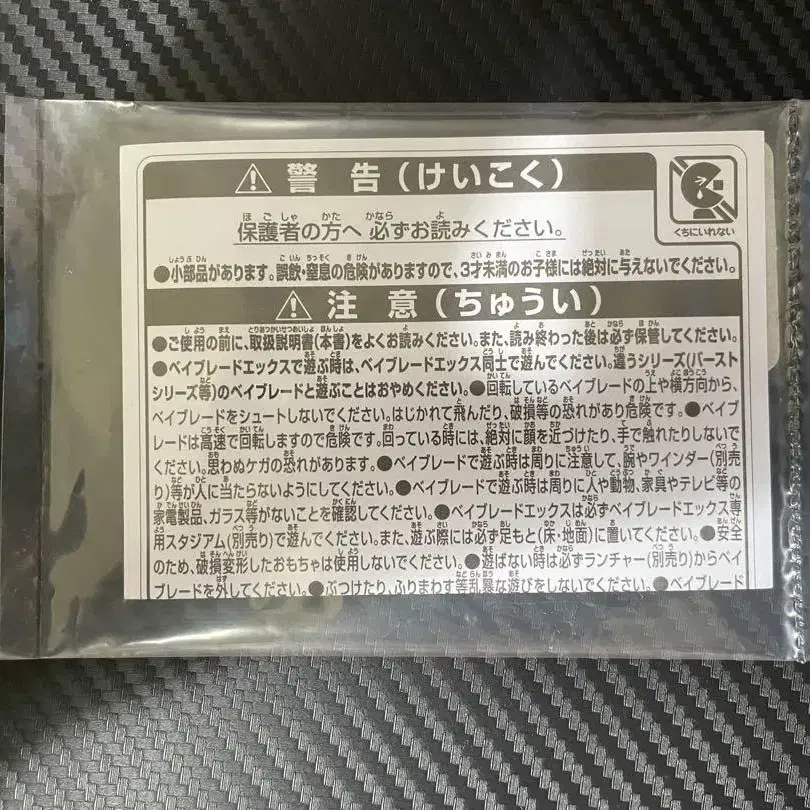 ⚠ 警 告(けいこく)
くちにいれない
保護者の方へ 必ずお読みください。
●小部品があります。誤飲・窒息の危険がありますので、3才未満のお子様には絶対に与えないでください。
⚠ 注 意(ちゅうい)
●ご使用の前に、取扱説明書(本書)をよくお読みください。また、読み終わった後は必ず保管してください。
●ベイブレードエックスで遊ぶ時は、ベイブレードエックス同士で遊んでください。違うシリーズ(バースト
シリーズ等)のベイブレードと遊ぶことはおやめください。●回転しているベイブレードの上や横方向から、
ベイブレードをシュートしないでください。はじかれて飛んだり、破損等の恐れがあり危険です。●ベイブ
レードは高速で回転しますので危険です。回っている時には、絶対に顔を近づけたり、手で触れたりしないで
ください。思わぬケガの恐れがあります。●ベイブレードで遊ぶ時は周りに注意して、腕やワインダー(別売
り)等が人に当たらないようにしてください。●ベイブレードで遊ぶ時は周りに人や動物、家具やテレビ等の
家電製品、ガラス等がないことを確認してください。●ベイブレードエックスは必ずベイブレードエックス専
用スタジアム(別売り)で遊んでください。また、遊ぶ際には必ず足もと(床・地面)に置いてください。●安全
のため、破損変形したおもちゃは使用しないでください。●遊ばない時は必ずランチャー(別売り)からベイ
ブレードを外してください。●ぶつけたり、ふりまわす等乱暴な遊びをしないでください。●ベイブレード